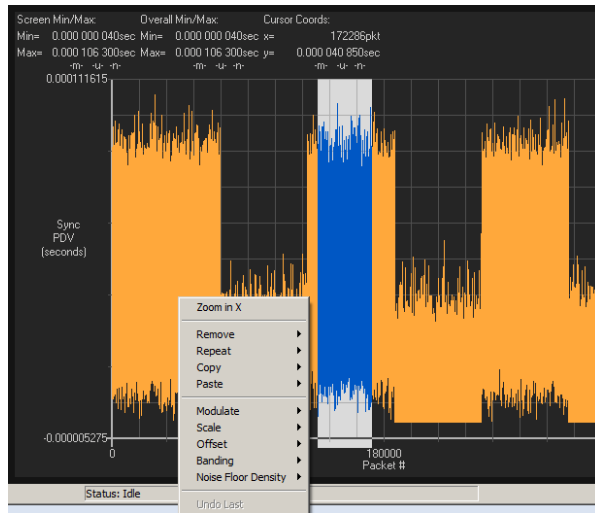 Screen Min/Max: Overall Min/Max: Cursor Coords:
Min= 0.000 000 040sec Min= 0.000 000 040sec x= 172286pkt
Max= 0.000 106 300sec Max= 0.000 106 300sec y= 0.000 040 850sec
-m- -u- -n- -m- -u- -n- -m- -u- -n-
0.000111615
Sync
PDV
(seconds)
Zoom in X
Remove
Repeat
Copy
Paste
Modulate
Scale
Offset
Banding
Noise Floor Density
Undo Last
-0.000005275
0 180000
Packet #
Status: Idle